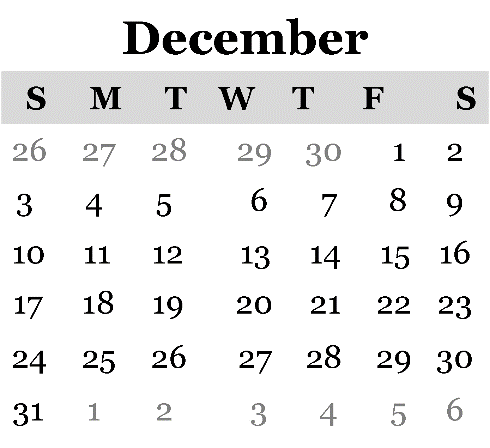 December
S M T W T F S
26 27 28 29 30 1 2
3 4 5 6 7 8 9
10 11 12 13 14 15 16
17 18 19 20 21 22 23
24 25 26 27 28 29 30
31 1 2 3 4 5 6